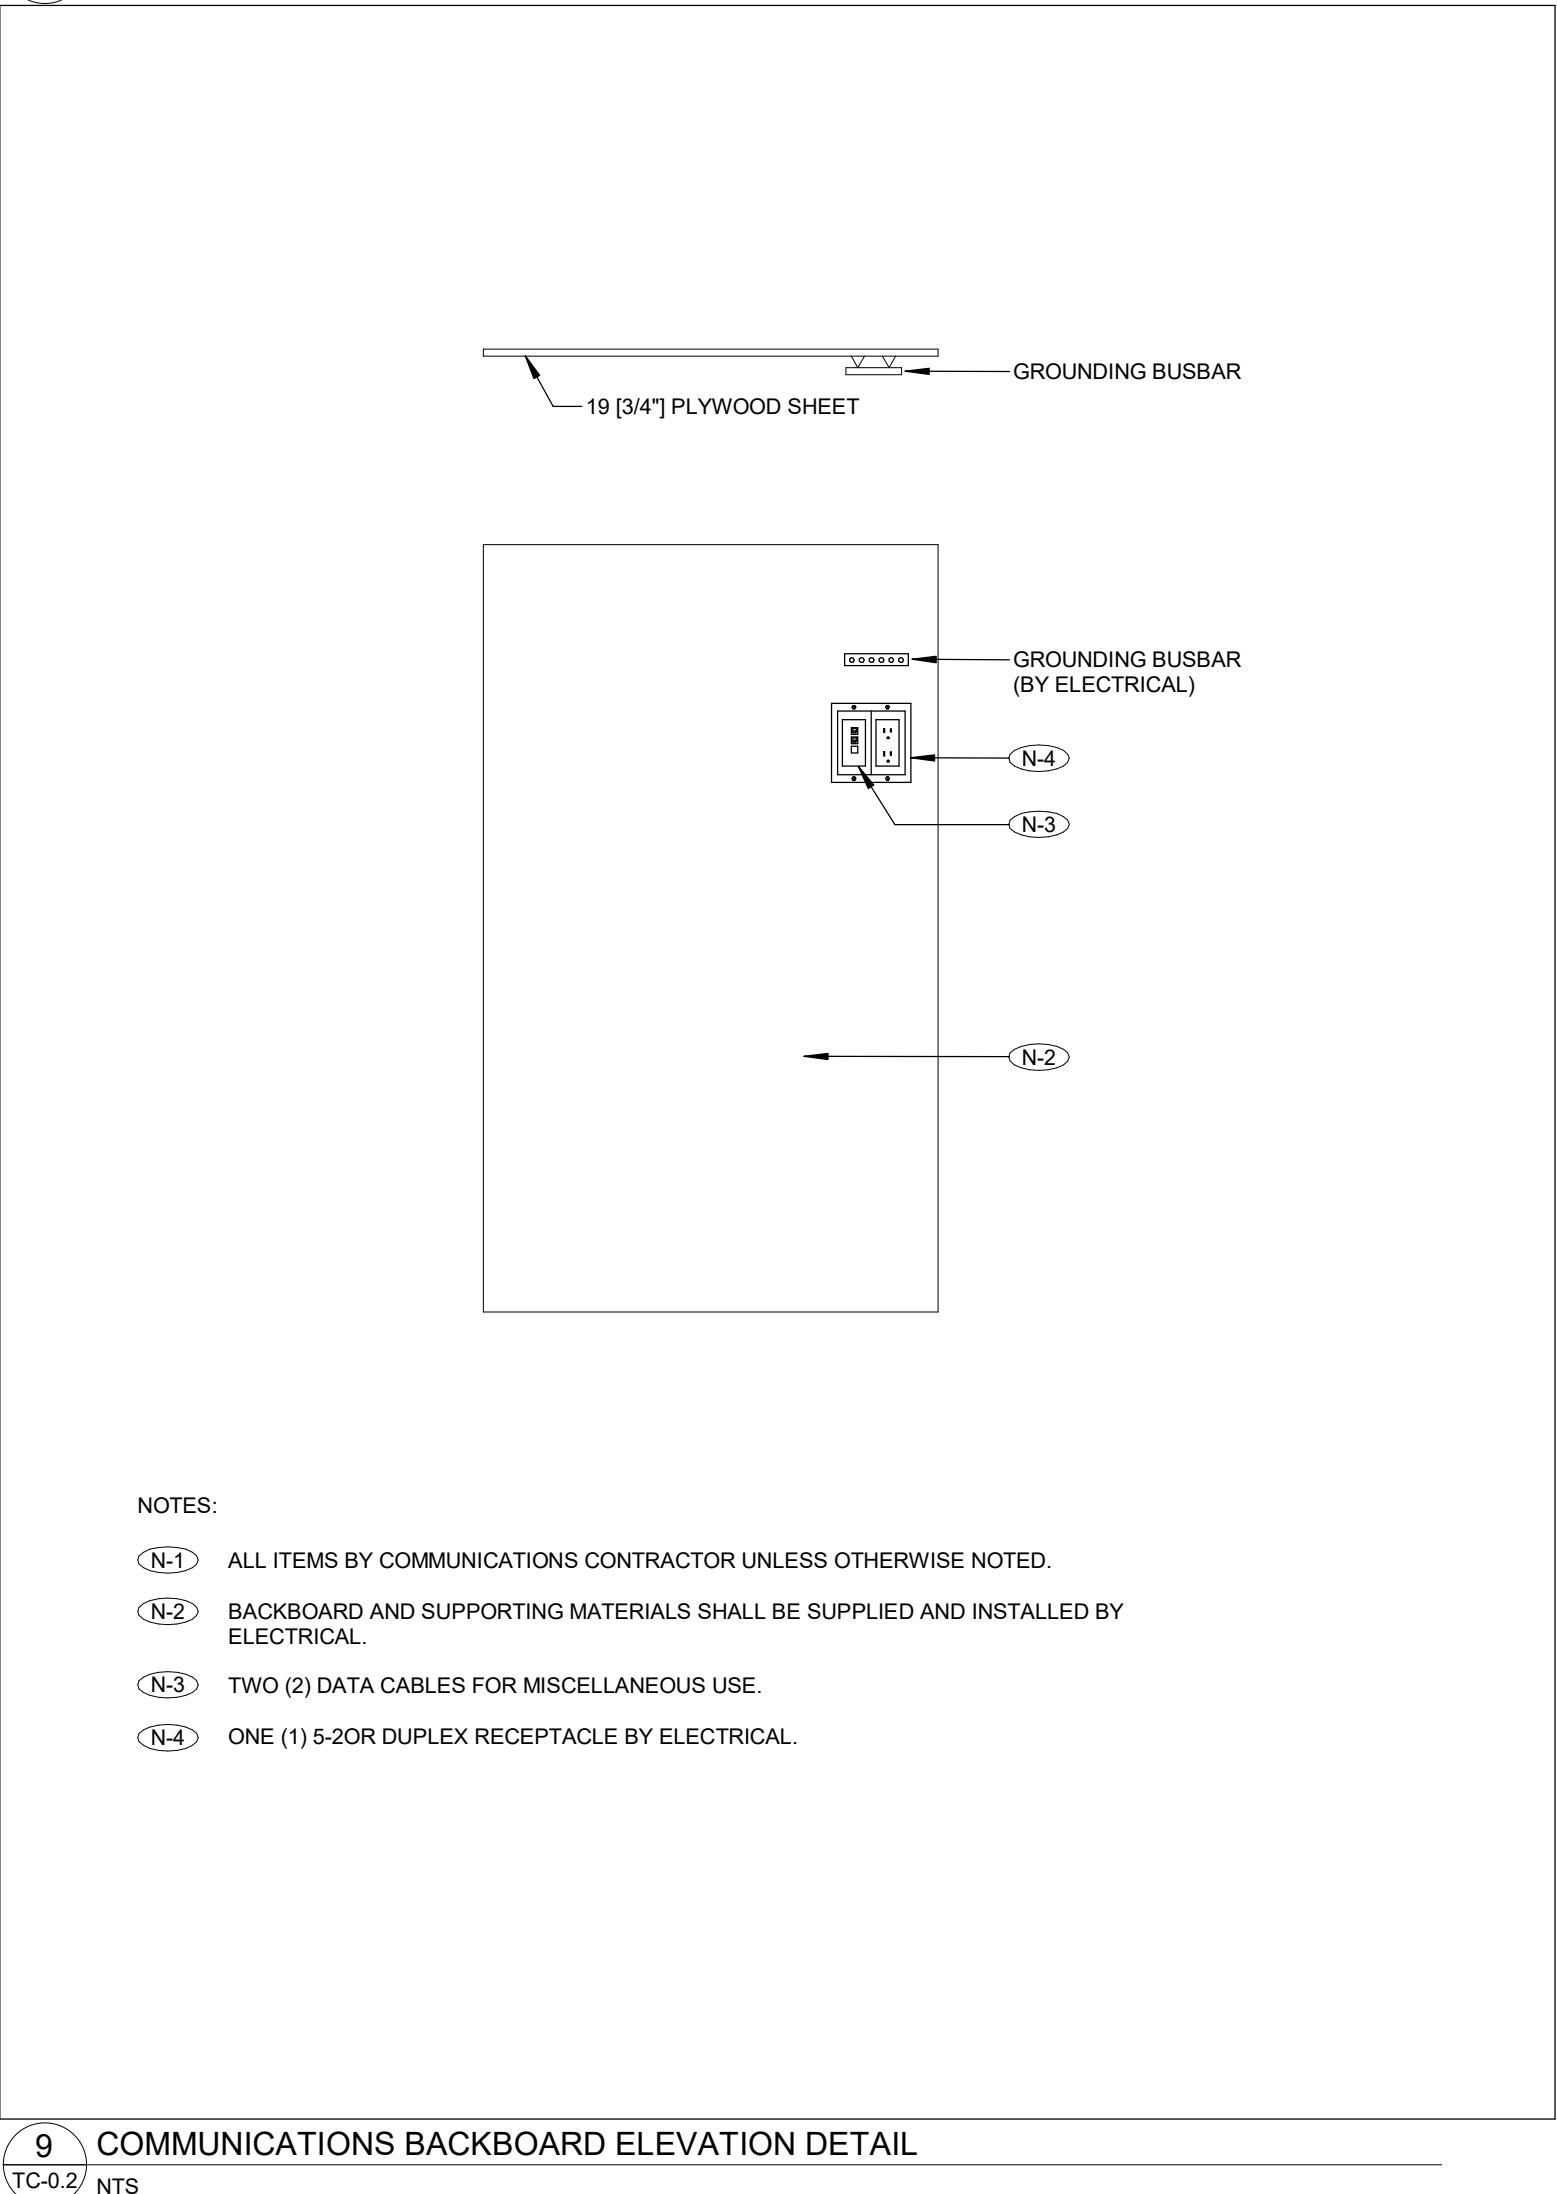 GROUNDING BUSBAR
19 [3/4"] PLYWOOD SHEET
GROUNDING BUSBAR
(BY ELECTRICAL)
N-4
N-3
N-2
NOTES:
N-1 ALL ITEMS BY COMMUNICATIONS CONTRACTOR UNLESS OTHERWISE NOTED.
N-2 BACKBOARD AND SUPPORTING MATERIALS SHALL BE SUPPLIED AND INSTALLED BY
ELECTRICAL.
N-3 TWO (2) DATA CABLES FOR MISCELLANEOUS USE.
N-4 ONE (1) 5-2OR DUPLEX RECEPTACLE BY ELECTRICAL.
9 COMMUNICATIONS BACKBOARD ELEVATION DETAIL
TC-0.2 NTS